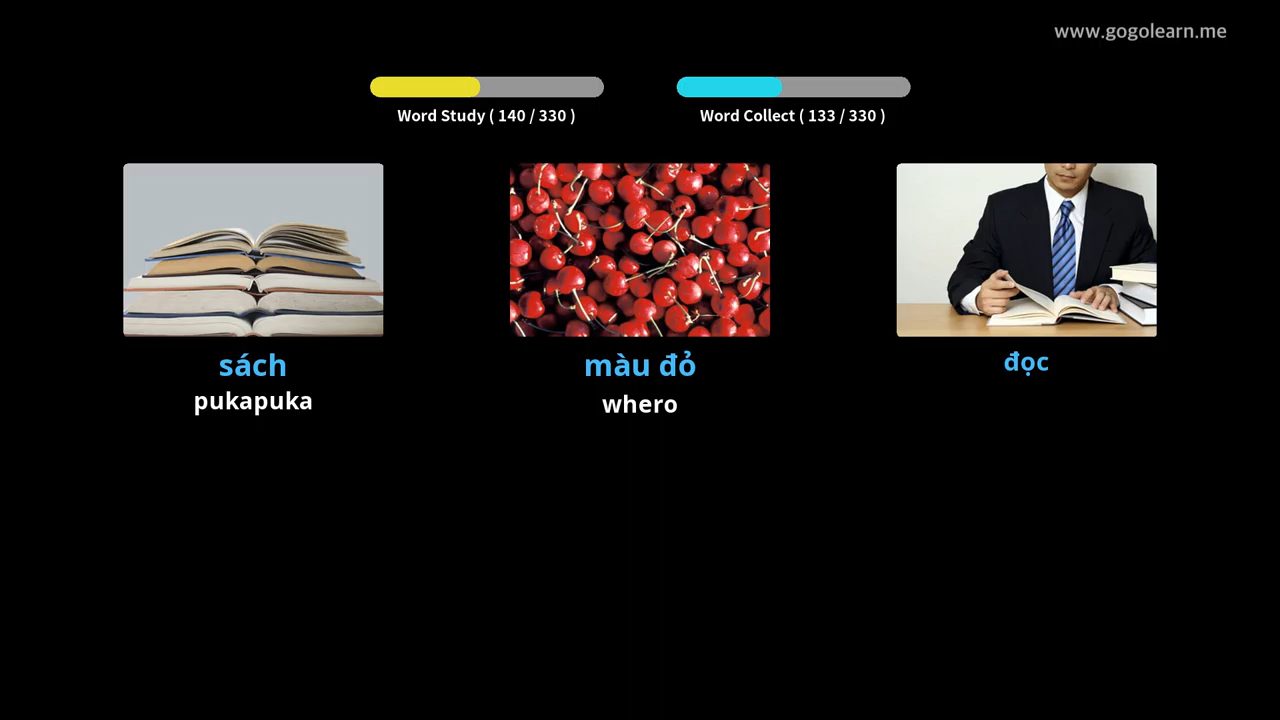 www.gogolearn.me
Word Study ( 140 / 330 )
Word Collect ( 133 / 330 )
sách
màu đỏ
đọc
pukapuka
whero